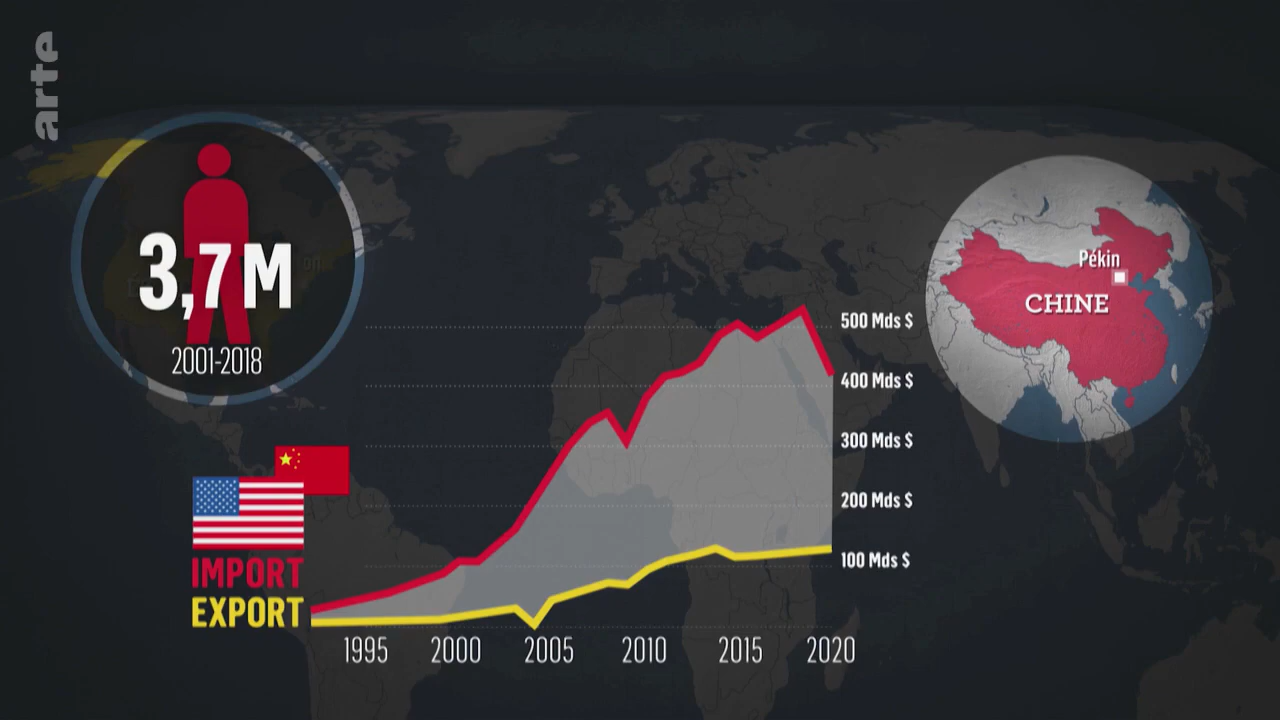 arte
3,7 M
2001-2018
Pékin
CHINE
500 Mds $
400 Mds $
300 Mds $
200 Mds $
100 Mds $
IMPORT
EXPORT
1995 2000 2005 2010 2015 2020